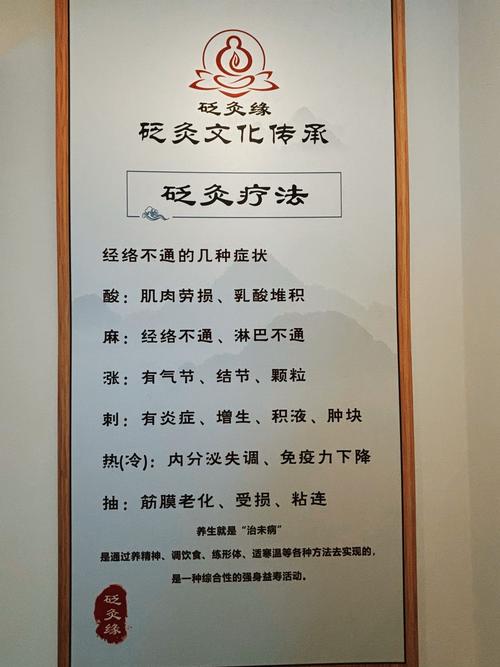 砭灸缘
砭灸文化传承
砭灸疗法
经络不通的几种症状
酸：肌肉劳损、乳酸堆积
麻：经络不通、淋巴不通
涨：有气节、结节、颗粒
刺：有炎症、增生、积液、肿块
热(冷)：内分泌失调、免疫力下降
抽：筋膜老化、受损、粘连
养生就是“治未病”
是通过养精神、调饮食、练形体、适寒温等各种方法去实现的，
是一种综合性的强身益寿活动。
砭灸缘